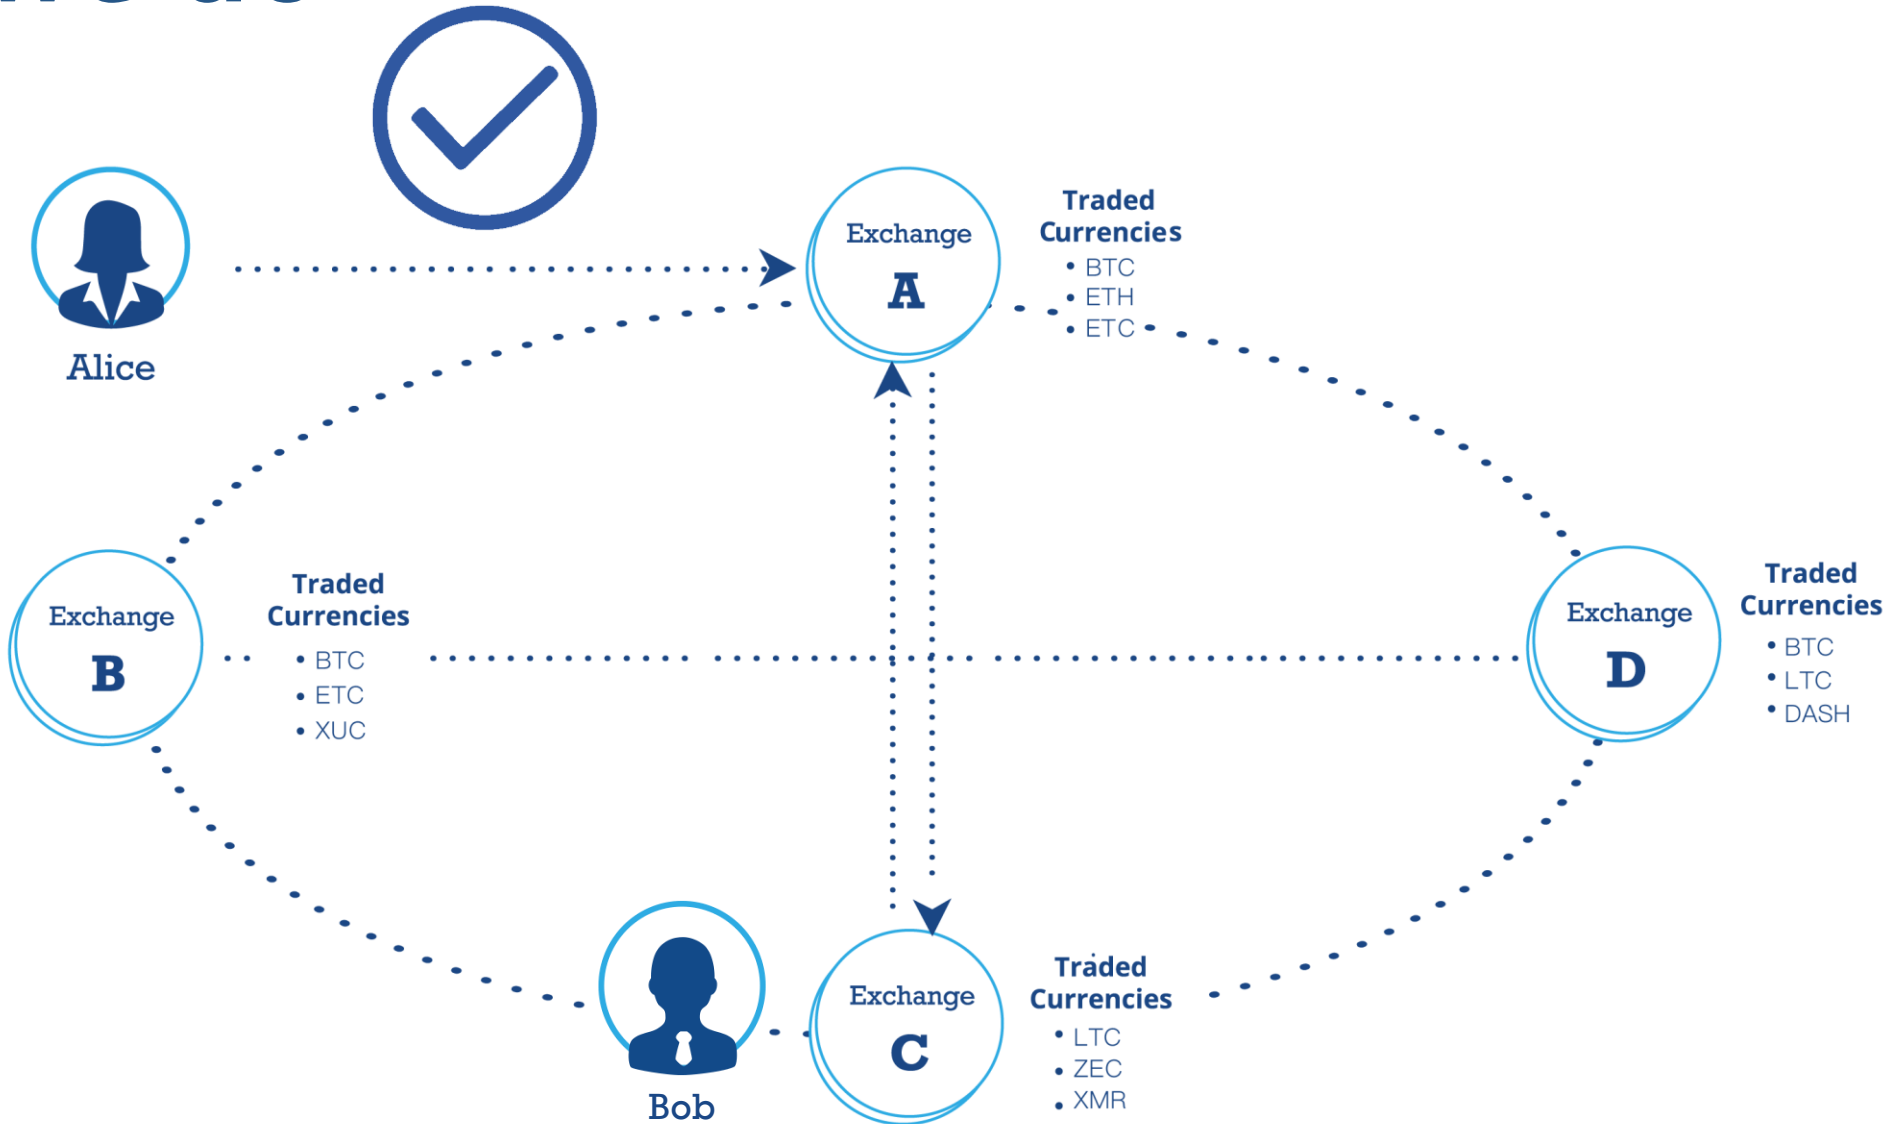 Alice
Exchange
A
Traded
Currencies
• BTC
• ETH
• ETC
Exchange
B
Traded
Currencies
• BTC
• ETC
• XUC
Exchange
D
Traded
Currencies
• BTC
• LTC
• DASH
Bob
Exchange
C
Traded
Currencies
• LTC
• ZEC
• XMR